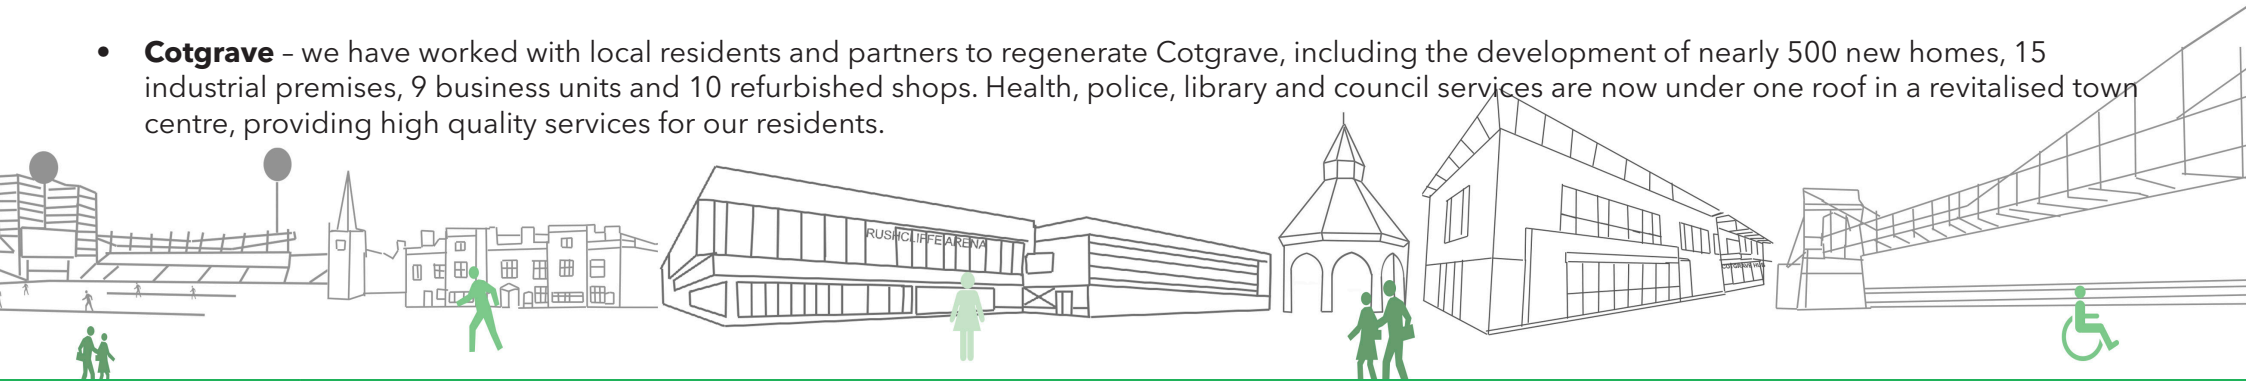 • Cotgrave – we have worked with local residents and partners to regenerate Cotgrave, including the development of nearly 500 new homes, 15
industrial premises, 9 business units and 10 refurbished shops. Health, police, library and council services are now under one roof in a revitalised town
centre, providing high quality services for our residents.
RUSHCLIFFE ARENA
COTGRAVE HUB